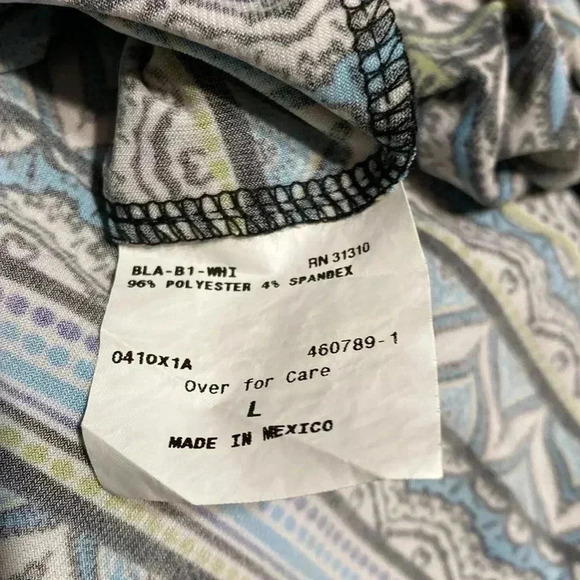 BLA-B1-WHI RN 31310
96% POLYESTER 4% SPANDEX
0410X1A 460789-1
Over for Care
L
MADE IN MEXICO